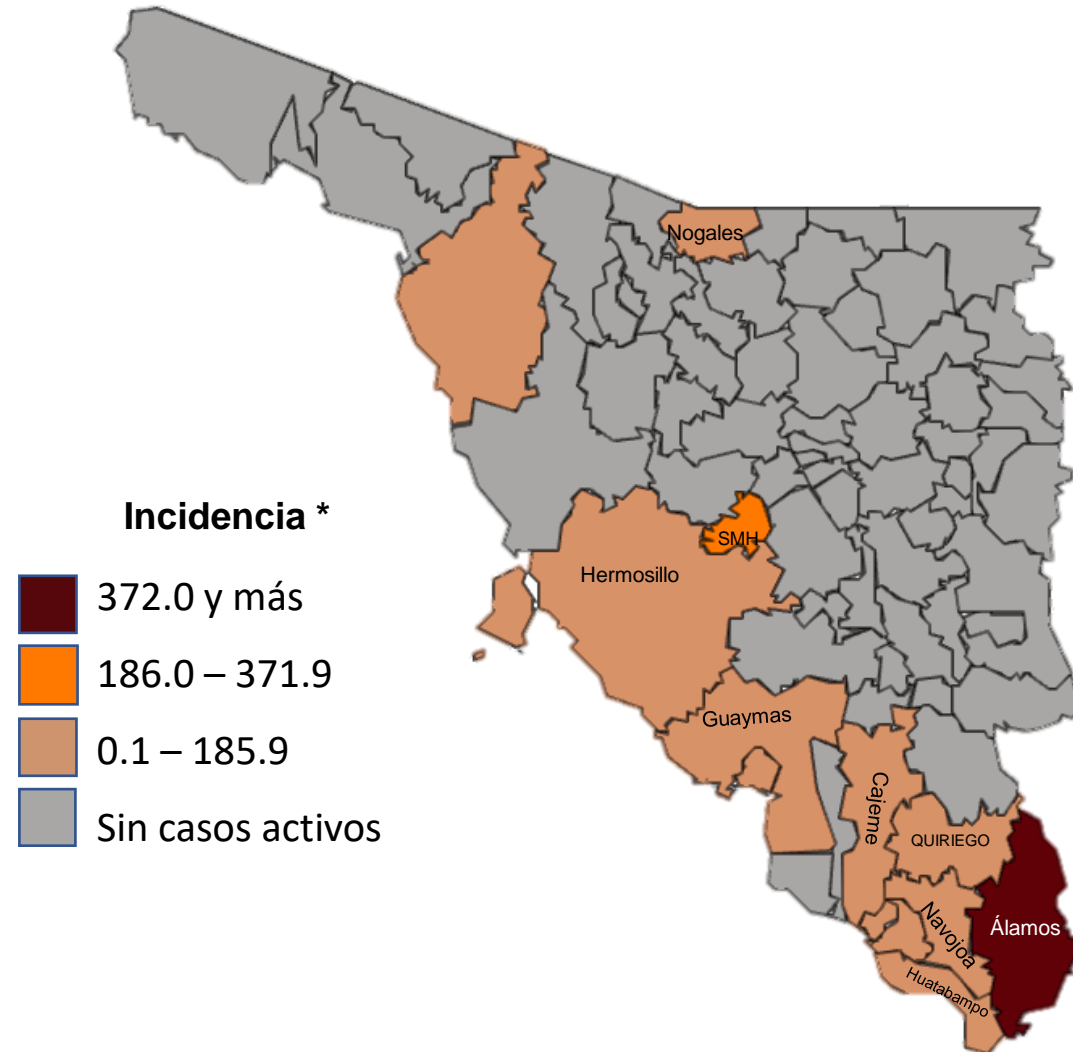 Nogales
Incidencia *
SMH
Hermosillo
372.0 y más
186.0 – 371.9
Guaymas
0.1 – 185.9
Cajeme
Sin casos activos
QUIRIEGO
Navojoa
Álamos
Huatabampo